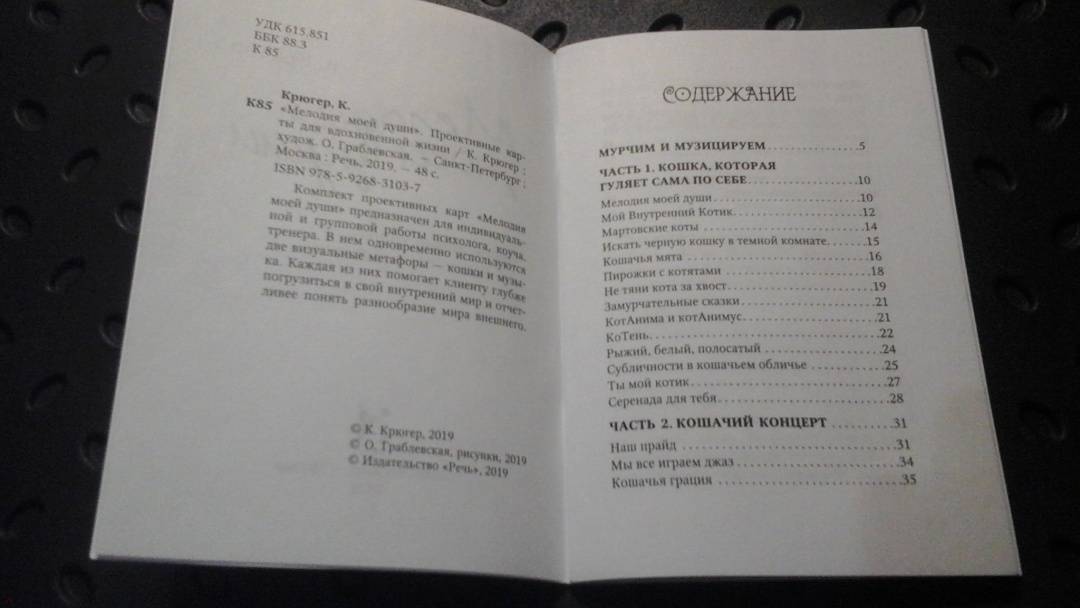 УДК 615.851
ББК 88.3
К 85
Крюгер, К.
К85 «Мелодия моей души». Проективные кар-
ты для вдохновенной жизни / К. Крюгер ;
худож. О. Граблевская. — Санкт-Петербург ;
Москва : Речь, 2019. — 48 с.
ISBN 978-5-9268-3103-7
Комплект проективных карт «Мелодия
моей души» предназначен для индивидуаль-
ной и групповой работы психолога, коуча,
тренера. В нем одновременно используются
две визуальные метафоры — кошки и музы-
ка. Каждая из них помогает клиенту глубже
погрузиться в свой внутренний мир и отчет-
ливее понять разнообразие мира внешнего.
© К. Крюгер, 2019
© О. Граблевская, рисунки, 2019
© Издательство «Речь», 2019
СОДЕРЖАНИЕ
МУРЧИМ И МУЗИЦИРУЕМ 5
ЧАСТЬ 1. КОШКА, КОТОРАЯ
ГУЛЯЕТ САМА ПО СЕБЕ 10
Мелодия моей души 10
Мой Внутренний Котик 12
Мартовские коты 14
Искать черную кошку в темной комнате 15
Кошачья мята 16
Пирожки с котятами 18
Не тяни кота за хвост 19
Замурчательные сказки 21
КотАнима и котАнимус 21
КоТень 22
Рыжий, белый, полосатый 24
Субличности в кошачьем обличье 25
Ты мой котик 27
Серенада для тебя 28
ЧАСТЬ 2. КОШАЧИЙ КОНЦЕРТ 31
Наш прайд 31
Мы все играем джаз 34
Кошачья грация 35